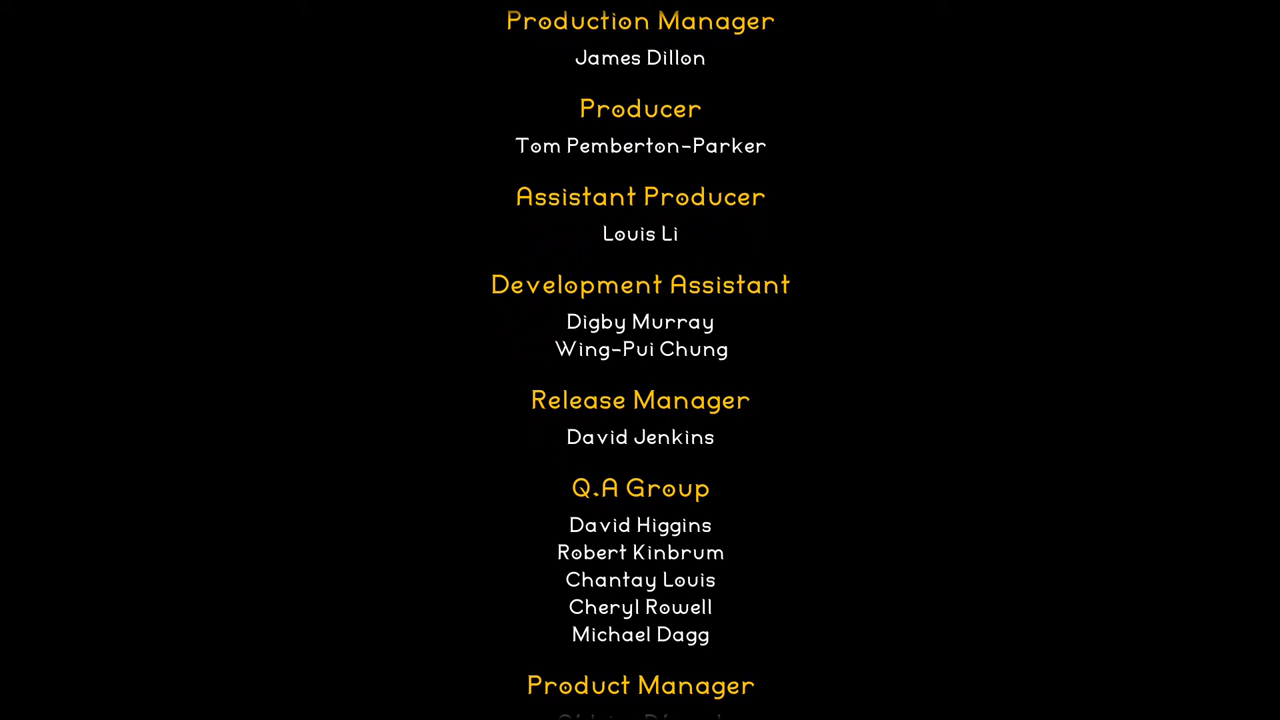 Production Manager
James Dillon
Producer
Tom Pemberton-Parker
Assistant Producer
Louis Li
Development Assistant
Digby Murray
Wing-Pui Chung
Release Manager
David Jenkins
Q.A Group
David Higgins
Robert Kinbrum
Chantay Louis
Cheryl Rowell
Michael Dagg
Product Manager